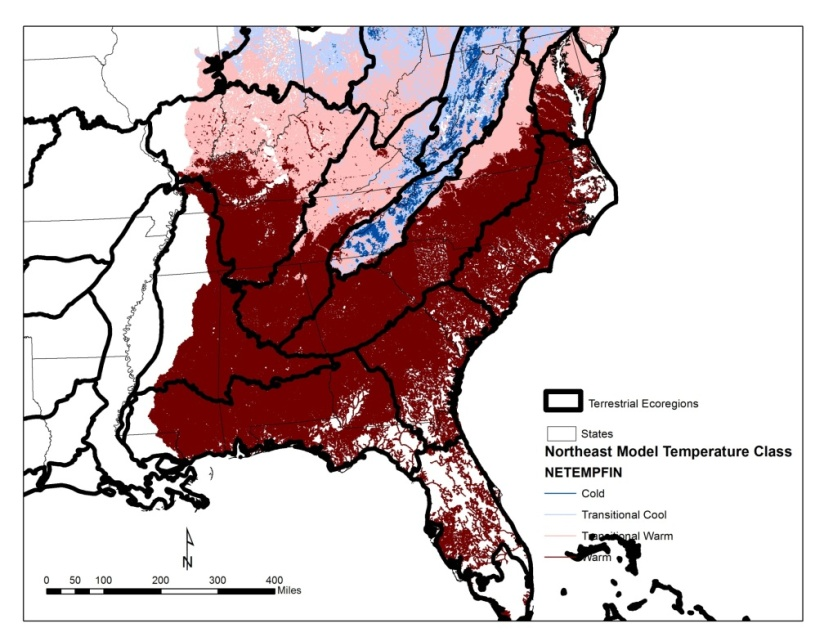 Terrestrial Ecoregions
States
Northeast Model Temperature Class
NETEMPFIN
Cold
Transitional Cool
Transitional Warm
Warm
N
0 50 100 200 300 400
Miles